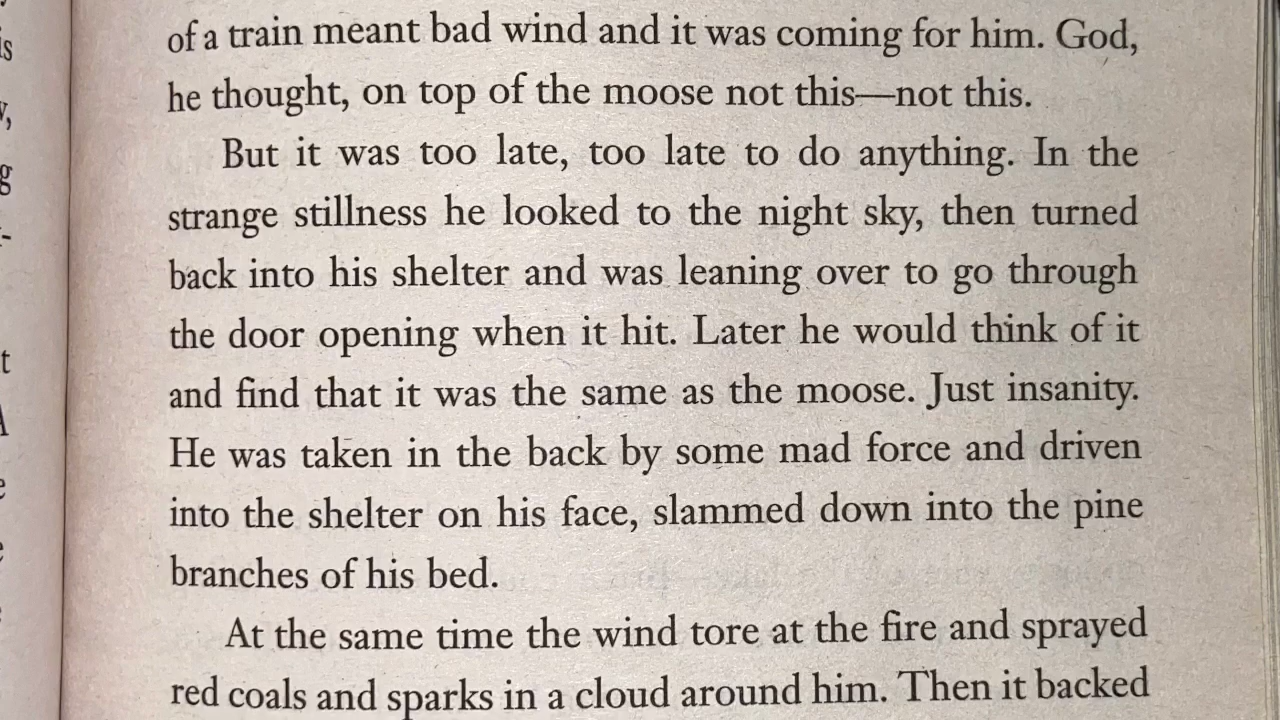 of a train meant bad wind and it was coming for him. God,
he thought, on top of the moose not this—not this.
But it was too late, too late to do anything. In the
strange stillness he looked to the night sky, then turned
back into his shelter and was leaning over to go through
the door opening when it hit. Later he would think of it
and find that it was the same as the moose. Just insanity.
He was taken in the back by some mad force and driven
into the shelter on his face, slammed down into the pine
branches of his bed.
At the same time the wind tore at the fire and sprayed
red coals and sparks in a cloud around him. Then it backed